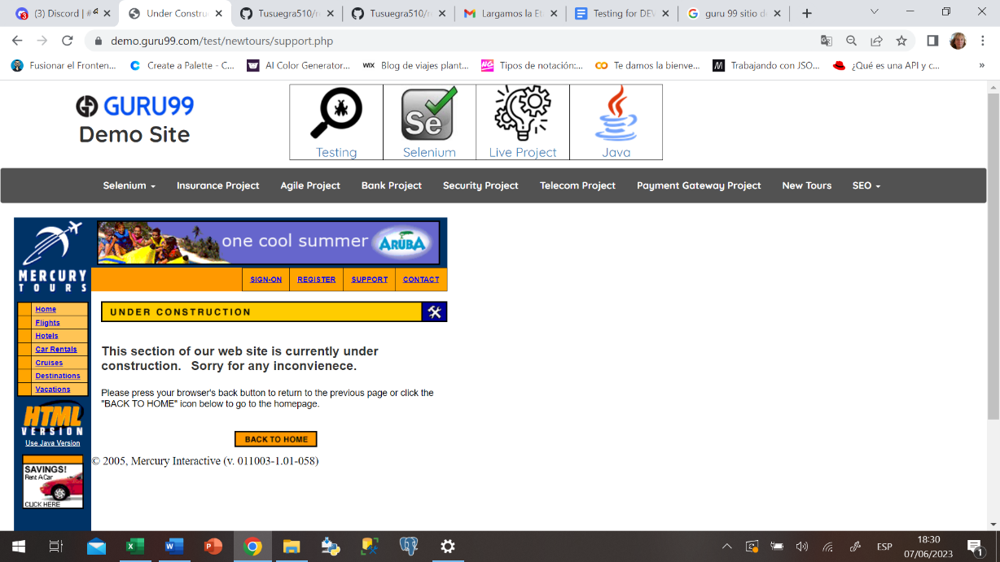 (3) Discord | #
Under Constru
Tusuegra510/r
Tusuegra510/r
Largamos la Et
Testing for DEV
guru 99 sitio d
demo.guru99.com/test/newtours/support.php
Fusionar el Fronten...
Create a Palette - C...
AI Color Generator...
WIX
Blog de viajes plant...
Tipos de notación:...
Te damos la bienve...
Trabajando con JSO...
¿Qué es una API y c...
»
GURU99
Demo Site
Testing
Se
Selenium
Live Project
Java
Selenium
Insurance Project
Agile Project
Bank Project
Security Project
Telecom Project
Payment Gateway Project
New Tours
SEO
MERCURY
TOURS
one cool summer
ARUBA
SIGN-ON
REGISTER
SUPPORT
CONTACT
Home
Flights
Hotels
Car Rentals
Cruises
Destinations
Vacations
HTML
VERSION
Use Java Version
SAVINGS!
Rent A Car
CLICK HERE
UNDER CONSTRUCTION
This section of our web site is currently under
construction. Sorry for any inconvienece.
Please press your browser's back button to return to the previous page or click the
"BACK TO HOME" icon below to go to the homepage.
BACK TO HOME
© 2005, Mercury Interactive (v. 011003-1.01-058)
ESP
18:30
07/06/2023
1